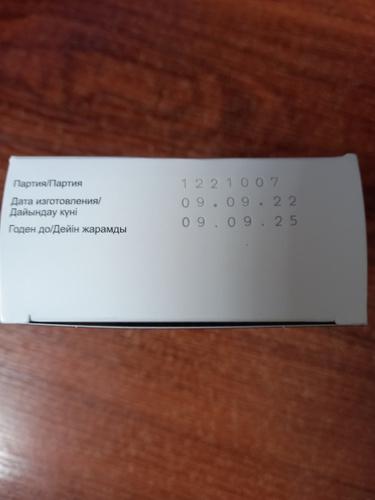 Партия/Партия 1221007
Дата изготовления/ 09.09.22
Дайындау күні
Годен до/Дейін жарамды 09.09.25